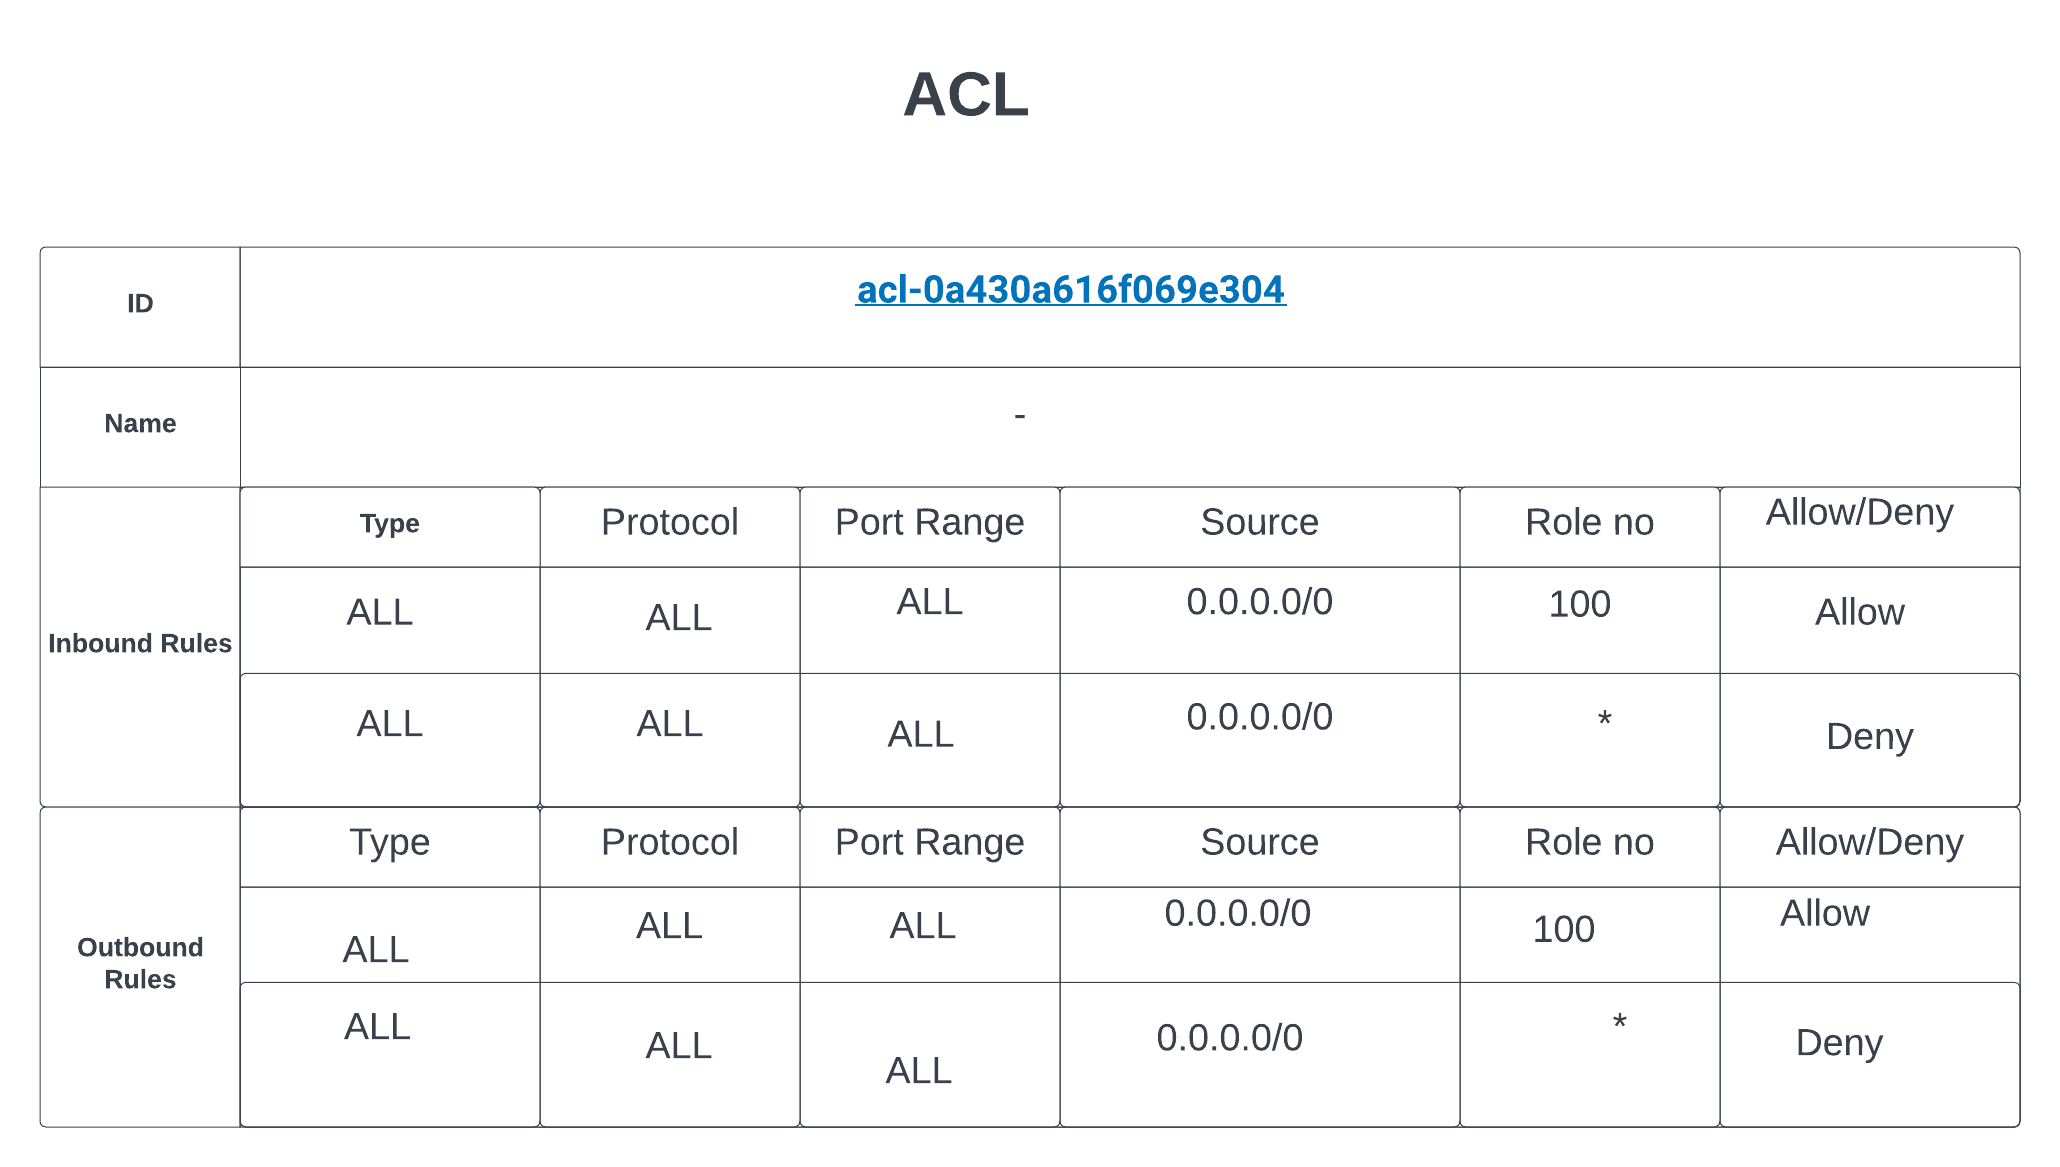 ACL
ID acl-0a430a616f069e304
Name -
Inbound Rules
Type Protocol Port Range Source Role no Allow/Deny
ALL ALL ALL 0.0.0.0/0 100 Allow
ALL ALL ALL 0.0.0.0/0 * Deny
Outbound
Rules
Type Protocol Port Range Source Role no Allow/Deny
ALL ALL ALL 0.0.0.0/0 100 Allow
ALL ALL ALL 0.0.0.0/0 * Deny